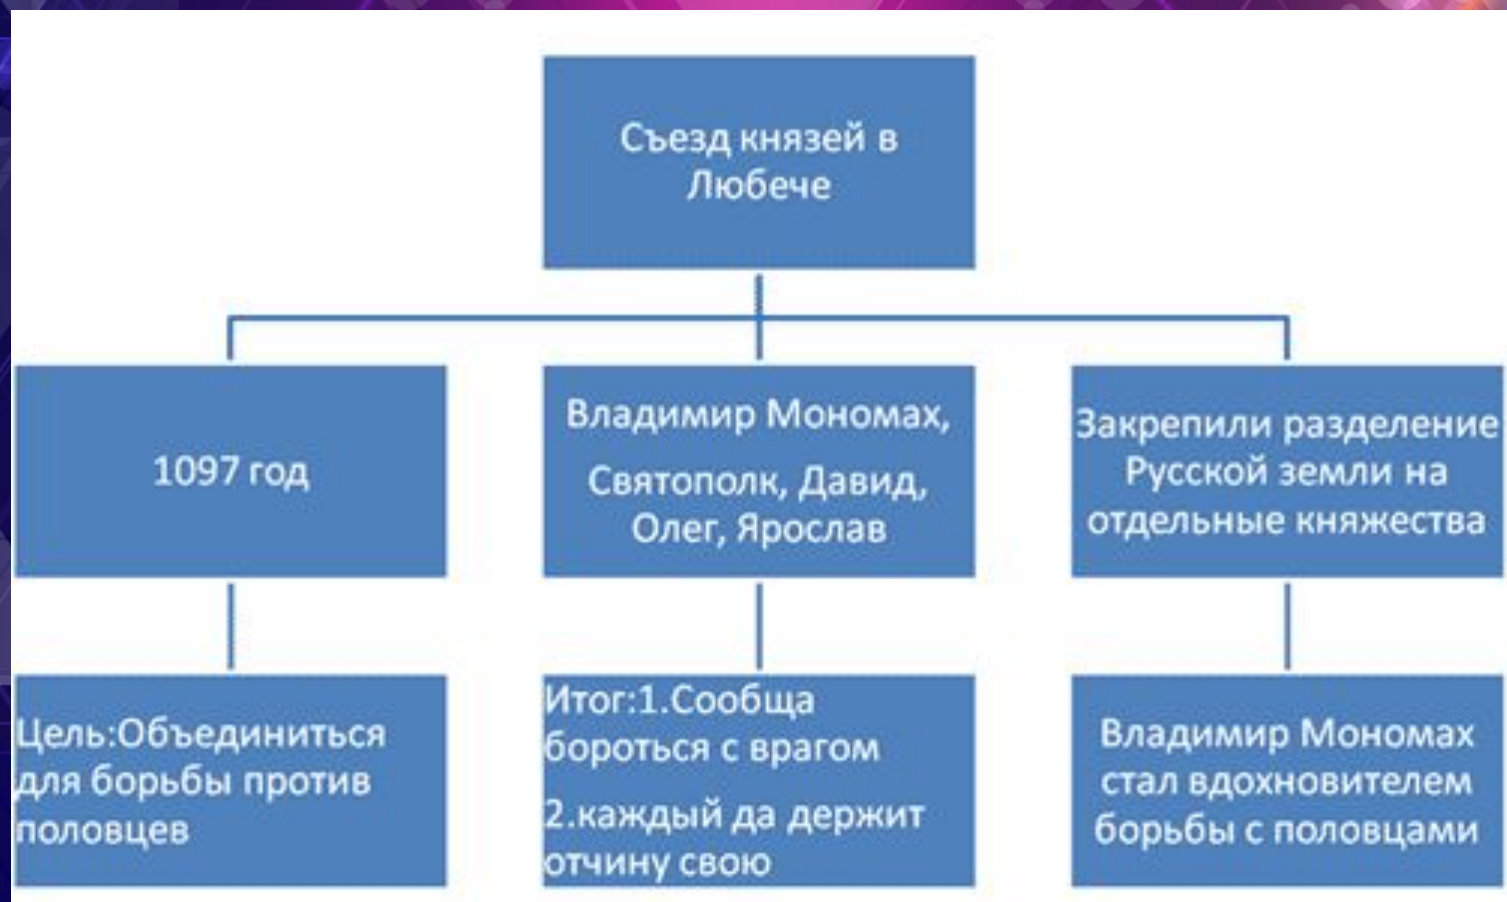 Съезд князей в
Любече
1097 год
Владимир Мономах,
Святополк, Давид,
Олег, Ярослав
Закрепили разделение
Русской земли на
отдельные княжества
Цель:Объединиться
для борьбы против
половцев
Итог:1.Сообща
бороться с врагом
2.каждый да держит
отчину свою
Владимир Мономах
стал вдохновителем
борьбы с половцами